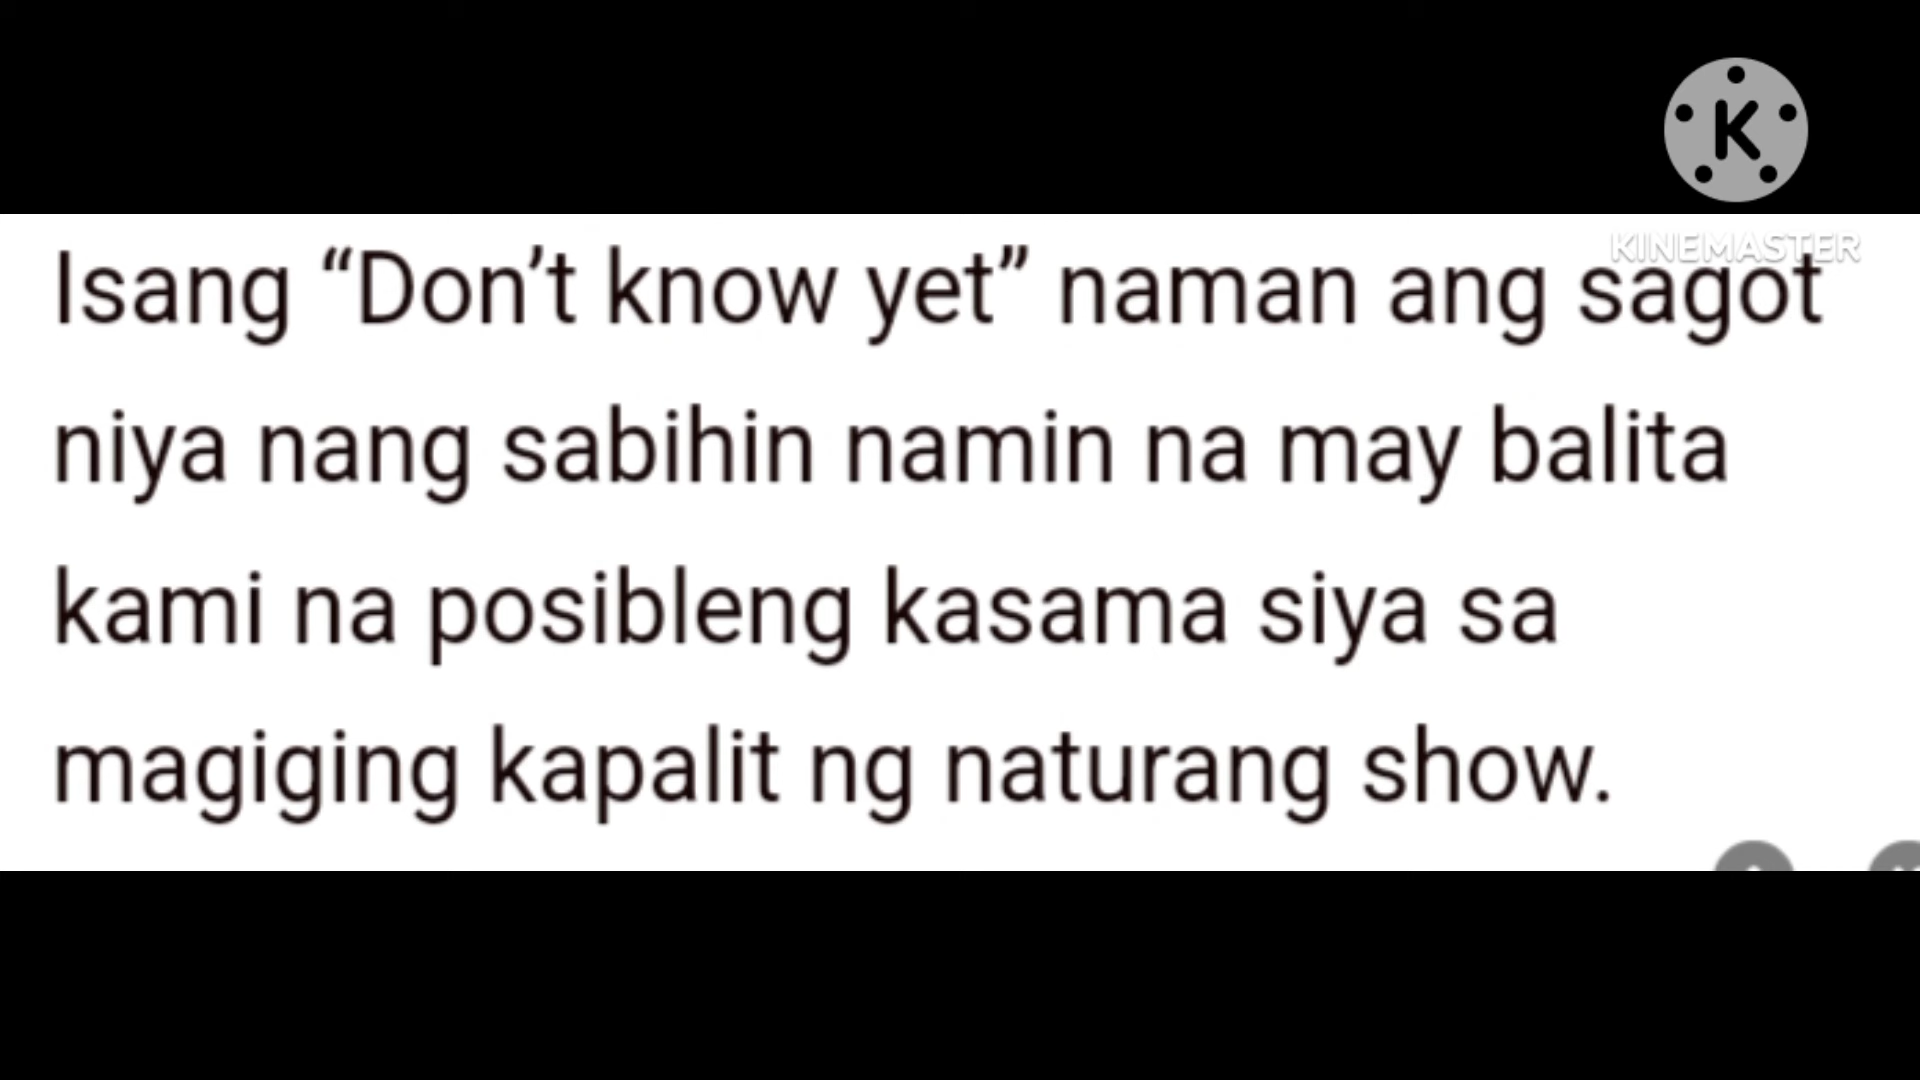 K
KINEMASTER
Isang “Don’t know yet” naman ang sagot
niya nang sabihin namin na may balita
kami na posibleng kasama siya sa
magiging kapalit ng naturang show.